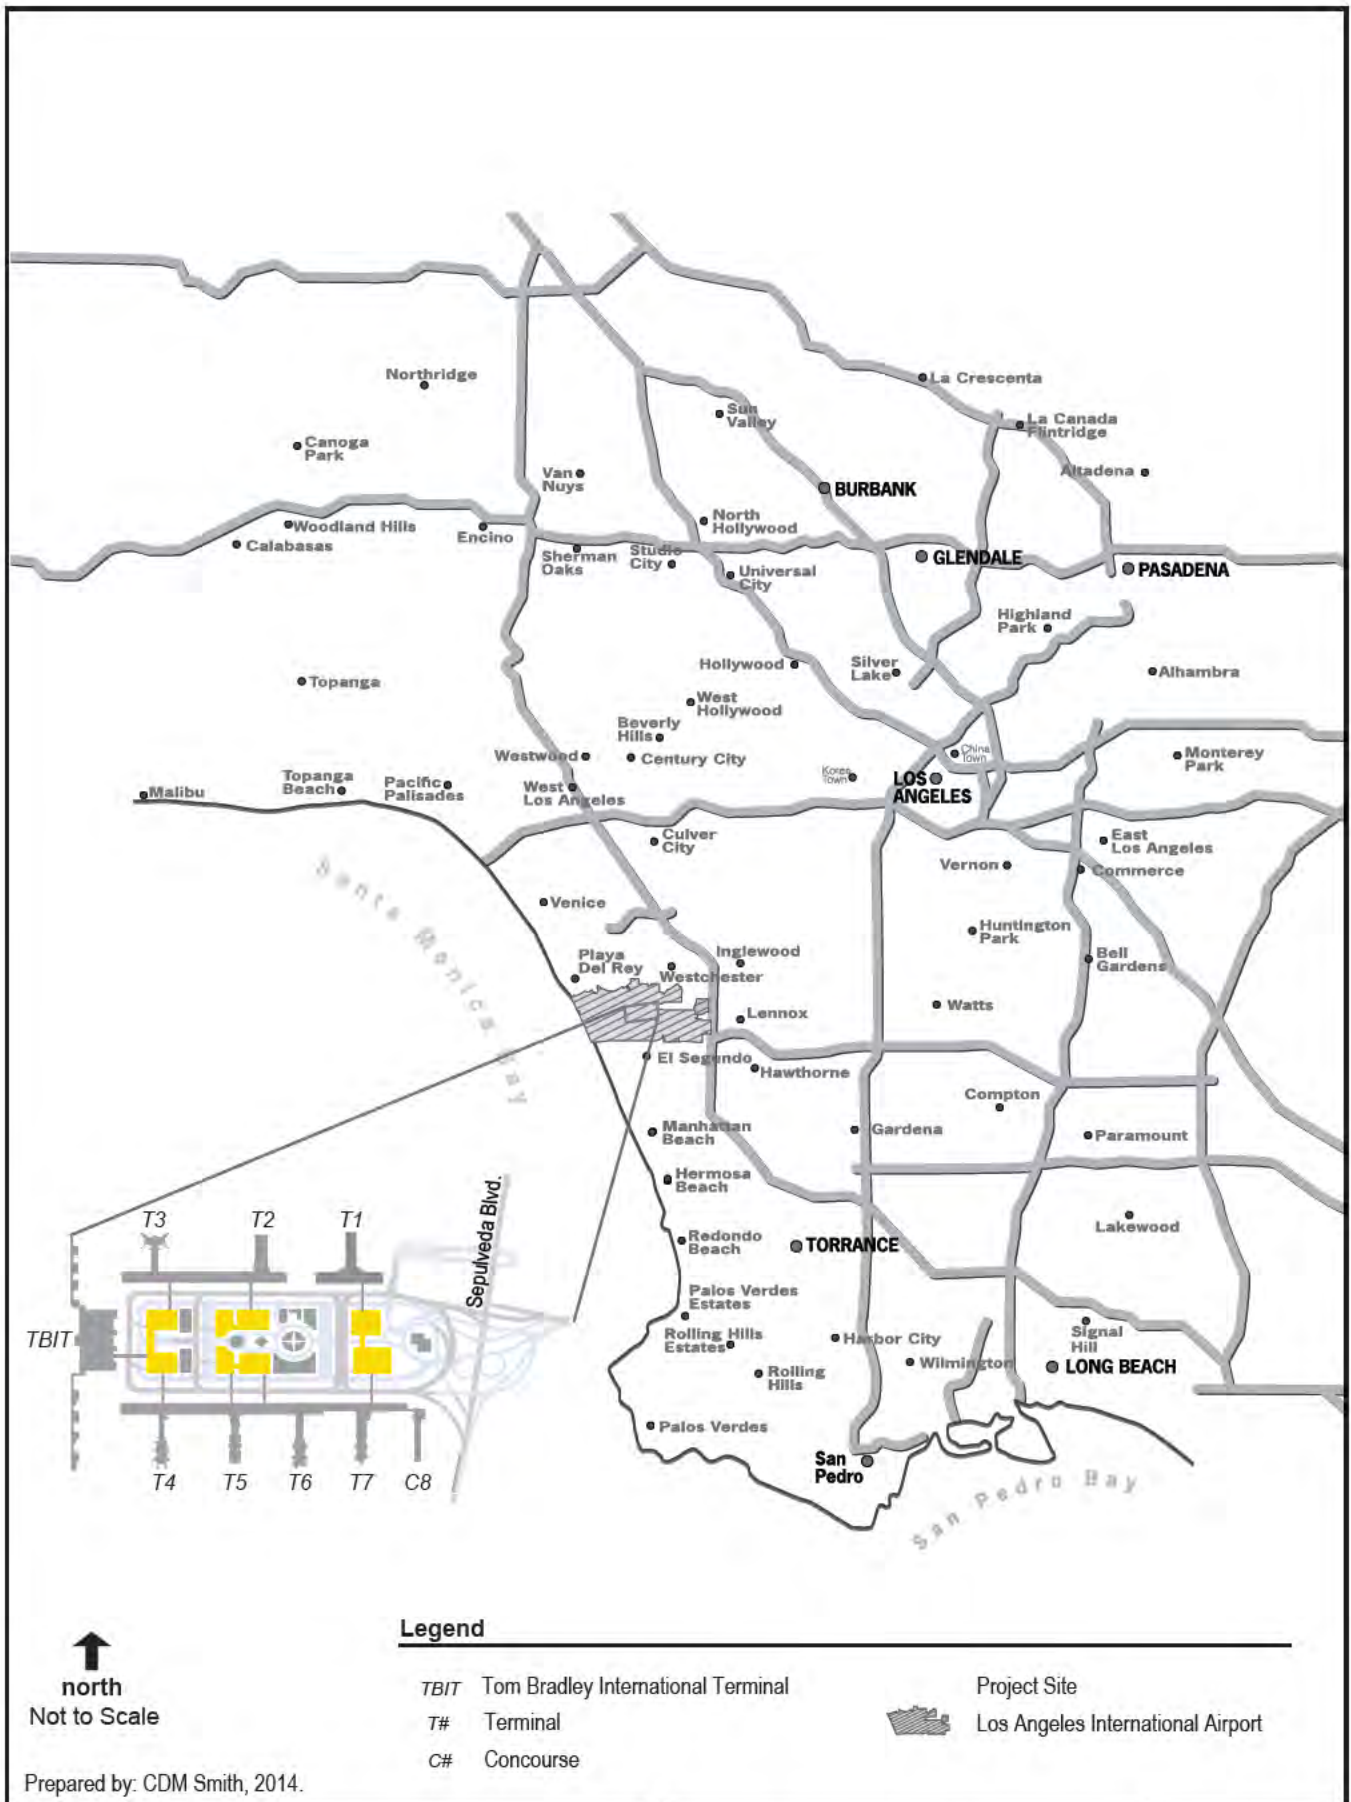 Northridge
La Crescenta
Sun
Valley
La Canada
Flintridge
Canoga
Park
Van
Nuys
Altadena
BURBANK
North
Hollywood
Woodland Hills
Encino
Calabasas
Sherman
Oaks
Studio
City
Universal
City
GLENDALE
PASADENA
Highland
Park
Hollywood
Silver
Lake
Alhambra
Topanga
West
Hollywood
Beverly
Hills
Westwood
Century City
China
Town
Monterey
Park
Korea
Town
LOS
ANGELES
Malibu
Topanga
Beach
Pacific
Palisades
West
Los Angeles
Culver
City
East
Los Angeles
Vernon
Commerce
Santa Monica Bay
Venice
Huntington
Park
Playa
Del Rey
Westchester
Inglewood
Bell
Gardens
Lennox
Watts
El Segundo
Hawthorne
Compton
Manhattan
Beach
Gardena
Paramount
Hermosa
Beach
Lakewood
Redondo
Beach
TORRANCE
Palos Verdes
Estates
Rolling Hills
Estates
Harbor City
Signal
Hill
Rolling
Hills
Wilmington
LONG BEACH
Palos Verdes
San
Pedro
San Pedro Bay
Sepulveda Blvd.
T3
T2
T1
TBIT
T4
T5
T6
T7
C8
north
Not to Scale
Legend
TBIT Tom Bradley International Terminal
T# Terminal
C# Concourse
Project Site
Los Angeles International Airport
Prepared by: CDM Smith, 2014.